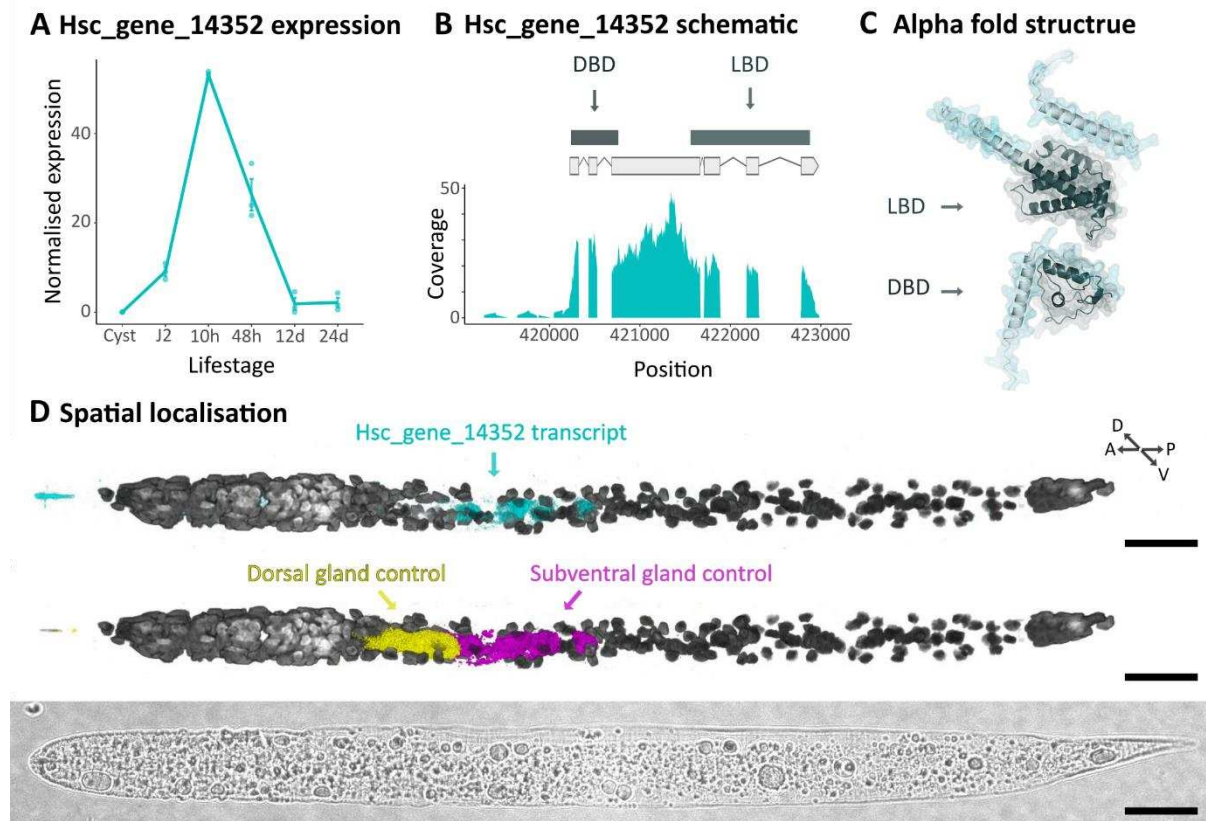 A Hsc_gene_14352 expression
Normalised expression
40
20
0
Cyst J2 10h 48h 12d 24d
Lifestage
B Hsc_gene_14352 schematic
DBD LBD
Coverage
50
0
420000 421000 422000 423000
Position
C Alpha fold structrue
LBD
DBD
D Spatial localisation
Hsc_gene_14352 transcript
D
A P
V
Dorsal gland control Subventral gland control